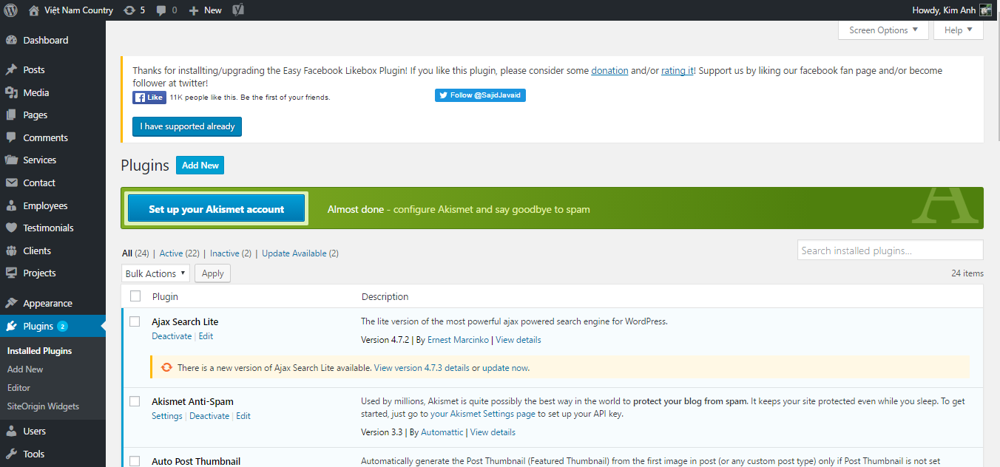 Việt Nam Country 5 0 New Howdy, Kim Anh
Screen Options Help
Dashboard
Posts
Media
Pages
Comments
Services
Contact
Employees
Testimonials
Clients
Projects
Appearance
Plugins 2
Installed Plugins
Add New
Editor
SiteOrigin Widgets
Users
Tools
Thanks for installting/upgrading the Easy Facebook Likebox Plugin! If you like this plugin, please consider some donation and/or rating it! Support us by liking our facebook fan page and/or become
follower at twitter!
Like 11K people like this. Be the first of your friends. Follow @SajidJavaid
I have supported already
Plugins Add New
Set up your Akismet account Almost done - configure Akismet and say goodbye to spam A
All (24) | Active (22) | Inactive (2) | Update Available (2)
Search installed plugins...
Bulk Actions Apply 24 items
Plugin Description
Ajax Search Lite The lite version of the most powerful ajax powered search engine for WordPress.
Deactivate | Edit Version 4.7.2 | By Ernest Marcinko | View details
There is a new version of Ajax Search Lite available. View version 4.7.3 details or update now.
Akismet Anti-Spam Used by millions, Akismet is quite possibly the best way in the world to protect your blog from spam. It keeps your site protected even while you sleep. To get
Settings | Deactivate | Edit started, just go to your Akismet Settings page to set up your API key.
Version 3.3 | By Automattic | View details
Auto Post Thumbnail Automatically generate the Post Thumbnail (Featured Thumbnail) from the first image in post (or any custom post type) only if Post Thumbnail is not set